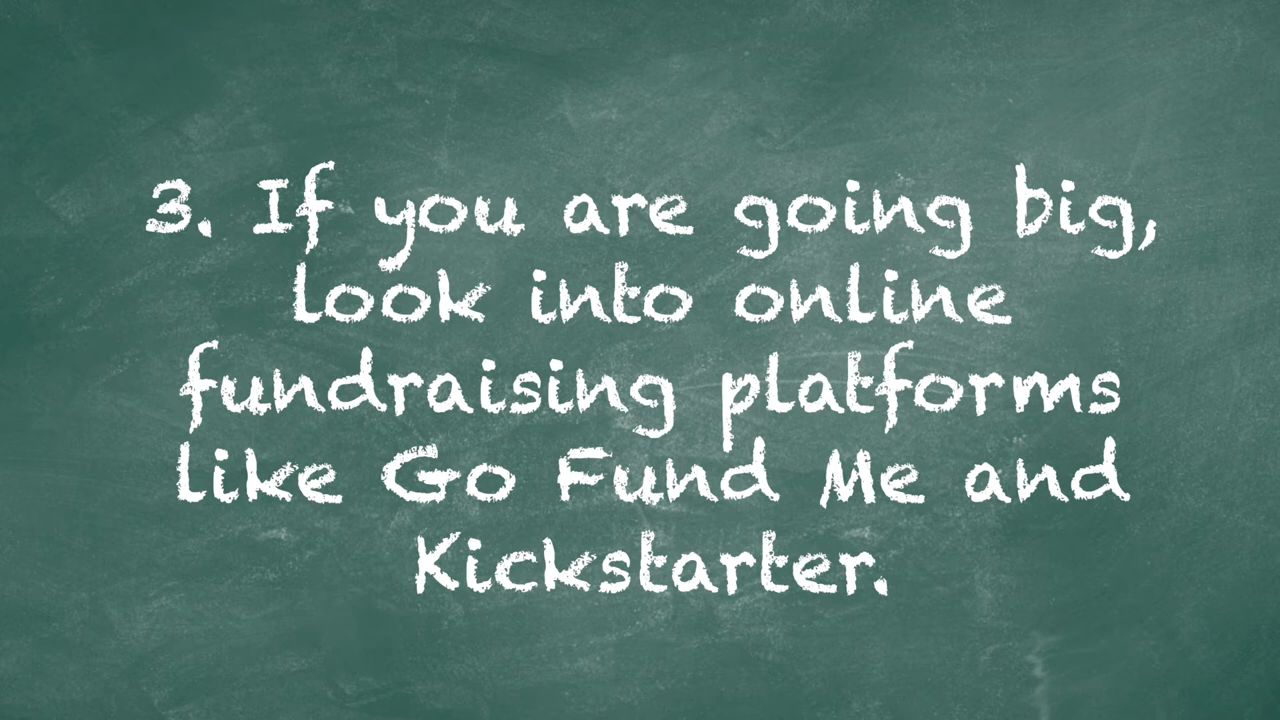 3. If you are going big,
look into online
fundraising platforms
like Go Fund Me and
Kickstarter.